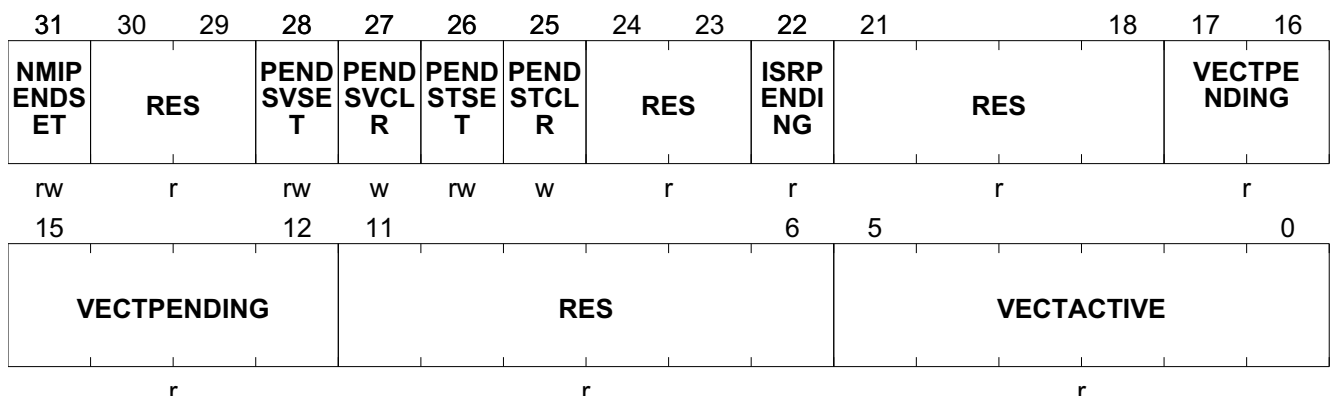 31 30 29 28 27 26 25 24 23 22 21 18 17 16
NMIP PEND PEND PEND PEND ISRP VECTPE
ENDS RES SVSE SVCL STSE STCL RES ENDI RES NDING
ET T R T R NG
rw r rw w rw w r r r r
15 12 11 6 5 0
VECTPENDING RES VECTACTIVE
r r r